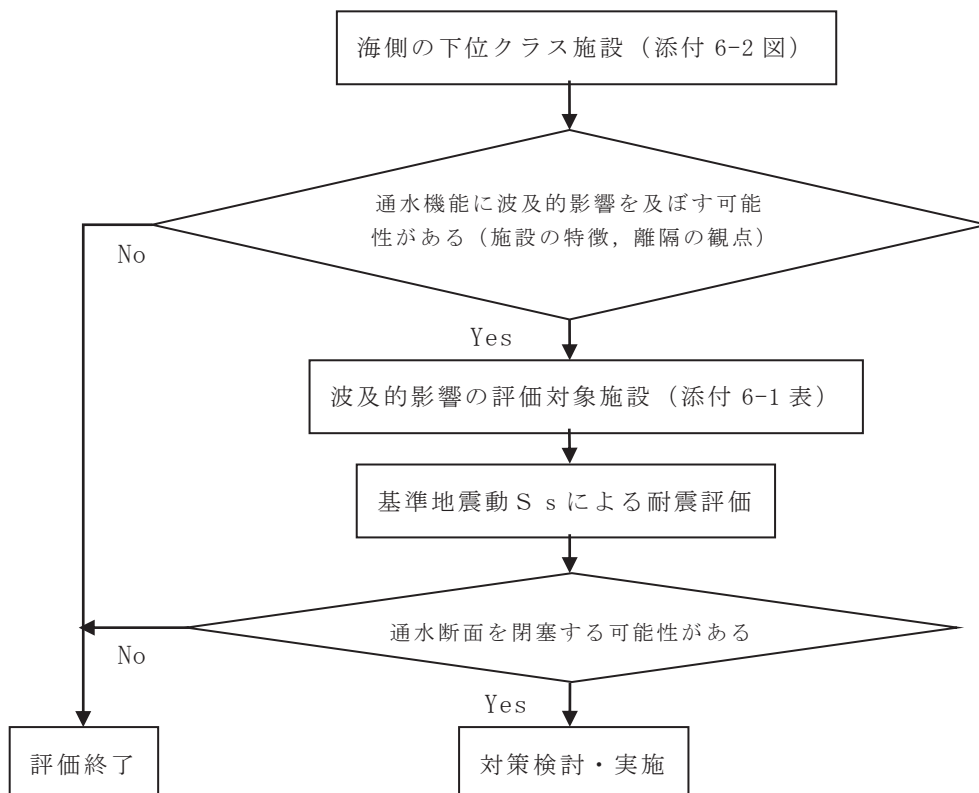 海側の下位クラス施設（添付 6-2 図）
通水機能に波及的影響を及ぼす可能
性がある（施設の特徴，離隔の観点）
No
Yes
波及的影響の評価対象施設（添付 6-1 表）
基準地震動Ｓｓによる耐震評価
通水断面を閉塞する可能性がある
No
Yes
評価終了
対策検討・実施